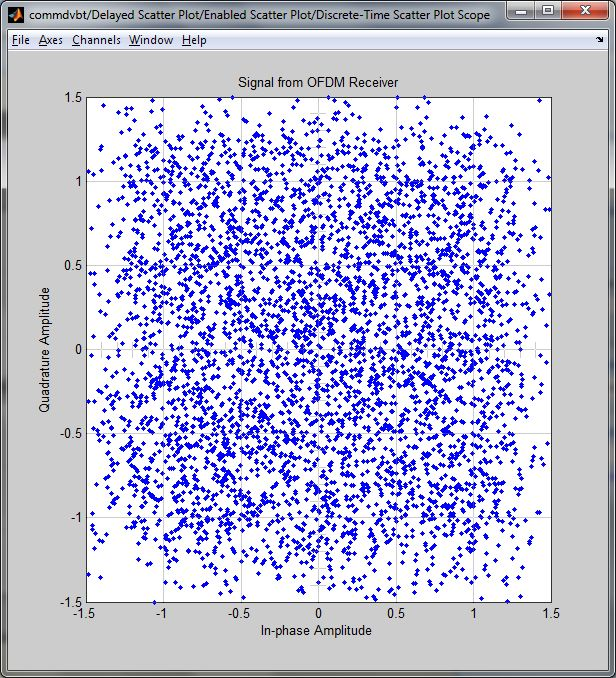 commdvbt/Delayed Scatter Plot/Enabled Scatter Plot/Discrete-Time Scatter Plot Scope
File Axes Channels Window Help
Signal from OFDM Receiver
1.5
1
0.5
0
-0.5
-1
-1.5
Quadrature Amplitude
-1.5 -1 -0.5 0 0.5 1 1.5
In-phase Amplitude